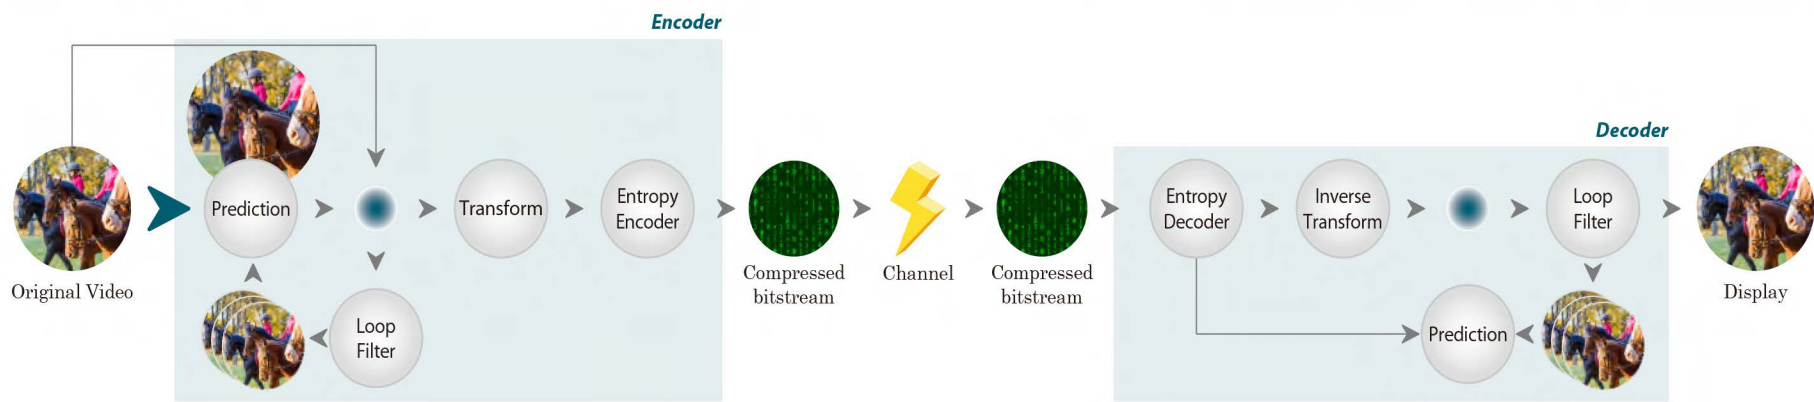 Encoder
Decoder
Original Video
Prediction
Loop
Filter
Transform
Entropy
Encoder
Compressed
bitstream
Channel
Compressed
bitstream
Entropy
Decoder
Inverse
Transform
Loop
Filter
Prediction
Display